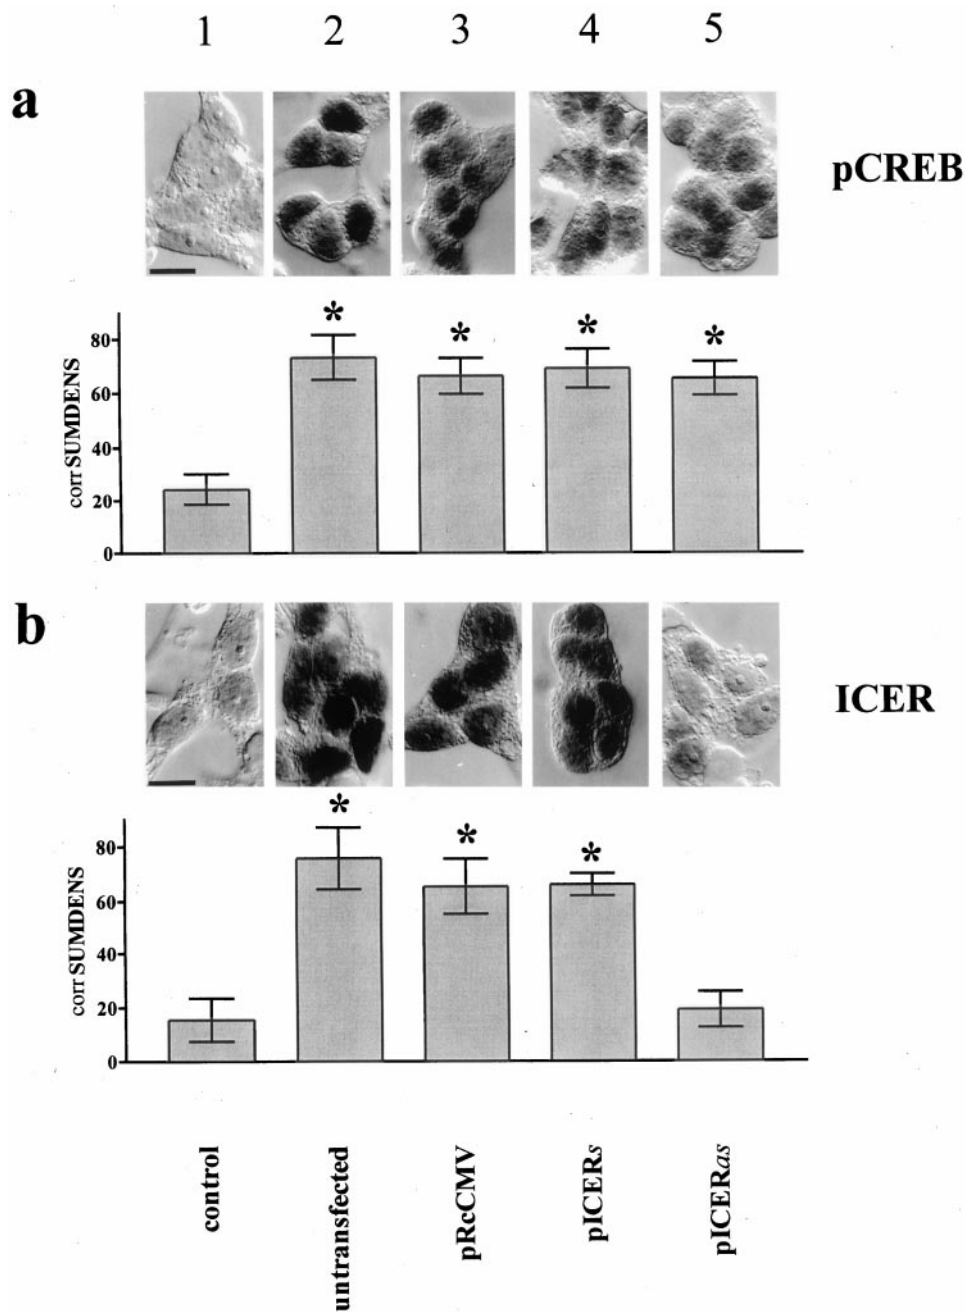 1 2 3 4 5
a
pCREB
* * * *
80
60
40
20
0
corr SUMDENS
b
ICER
* * *
80
60
40
20
0
corr SUMDENS
control
untransfected
pRcCMV
pICERs
pICERas